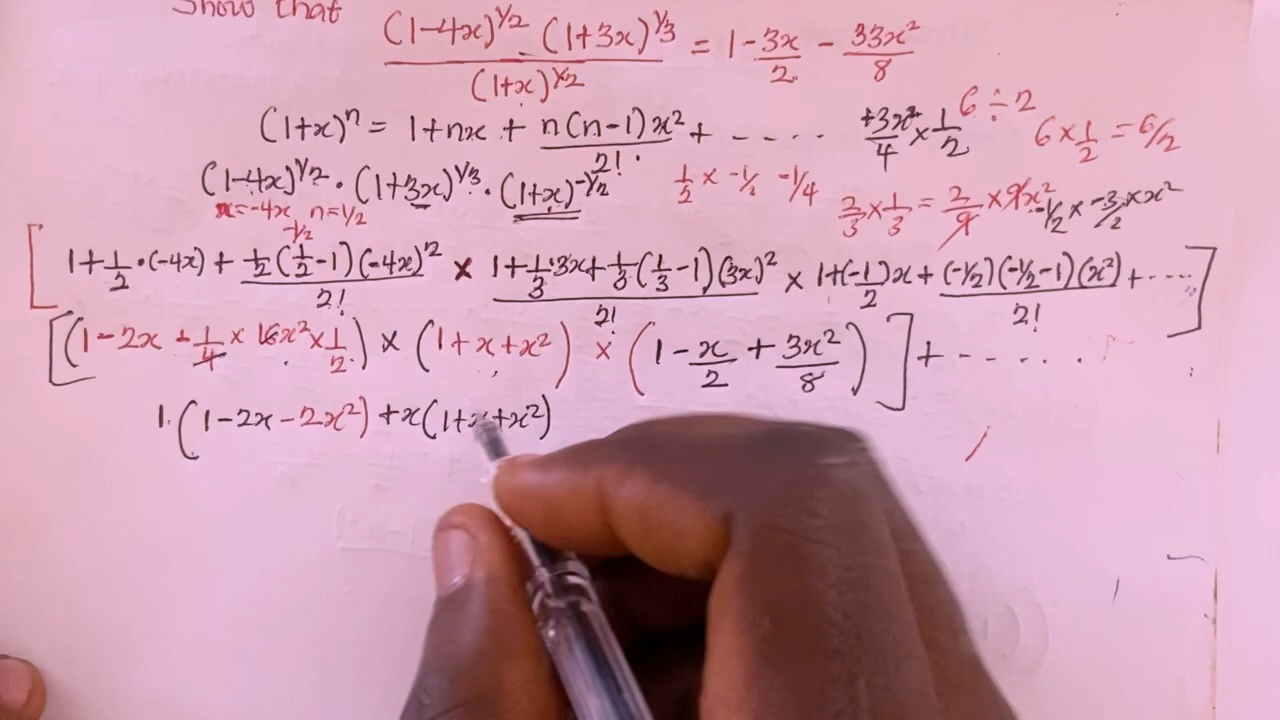 Show that
(1-4x)^1/2 (1+3x)^1/3 / (1+x)^1/2 = 1 - 3x/2 - 33x²/8
(1+x)^n = 1 + nx + n(n-1)x²/2! + - - - - -
+3x²/4 × 1/2
6 ÷ 2
6 × 1/2 = 6/2
(1-4x)^1/2 · (1+3x)^1/3 · (1+x)^-1/2
1/2 × -1/2 -1/4
2/3 × 1/3 = 2/9 × 9x²
-1/2 × -3/2 × x²
x = -4x n = 1/2
-1/2
[ 1 + 1/2 · (-4x) + 1/2 (1/2 - 1)(-4x)²/2! × 1 + 1/3 · 3x + 1/3 (1/3 - 1)(3x)²/2! × 1 + (-1/2)x + (-1/2)(-1/2 - 1)(x²)/2! + - - - - ]
[ (1 - 2x - 1/4 × 16x² × 1/2) × (1 + x + x²) × (1 - x/2 + 3x²/8) ] + - - - - -
1. (1 - 2x - 2x²) + x(1 + x + x²)